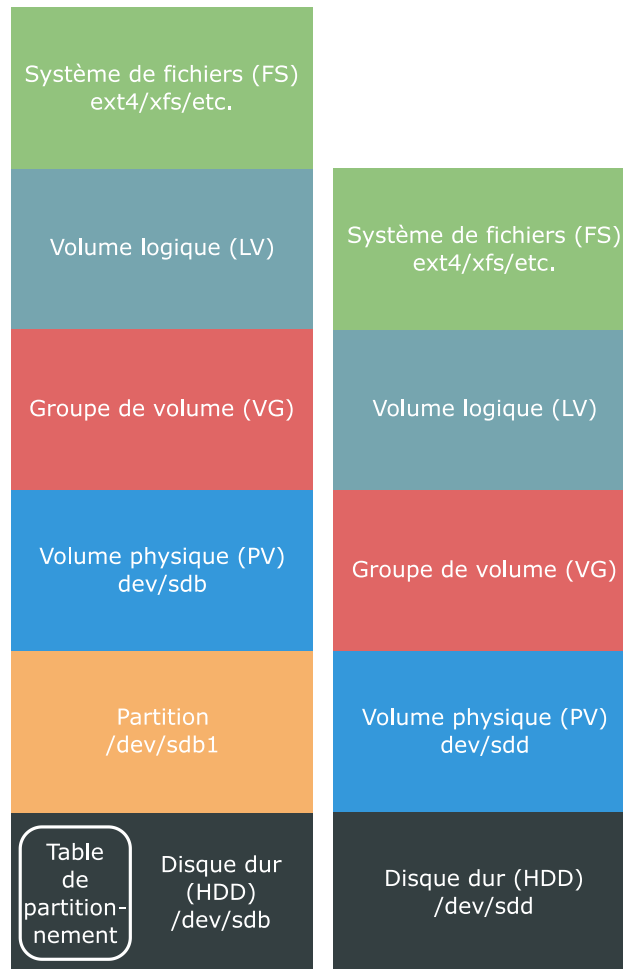 Système de fichiers (FS)
ext4/xfs/etc.
Volume logique (LV)
Groupe de volume (VG)
Volume physique (PV)
dev/sdb
Partition
/dev/sdb1
Table
de
partition-
nement
Disque dur
(HDD)
/dev/sdb
Système de fichiers (FS)
ext4/xfs/etc.
Volume logique (LV)
Groupe de volume (VG)
Volume physique (PV)
dev/sdd
Disque dur (HDD)
/dev/sdd